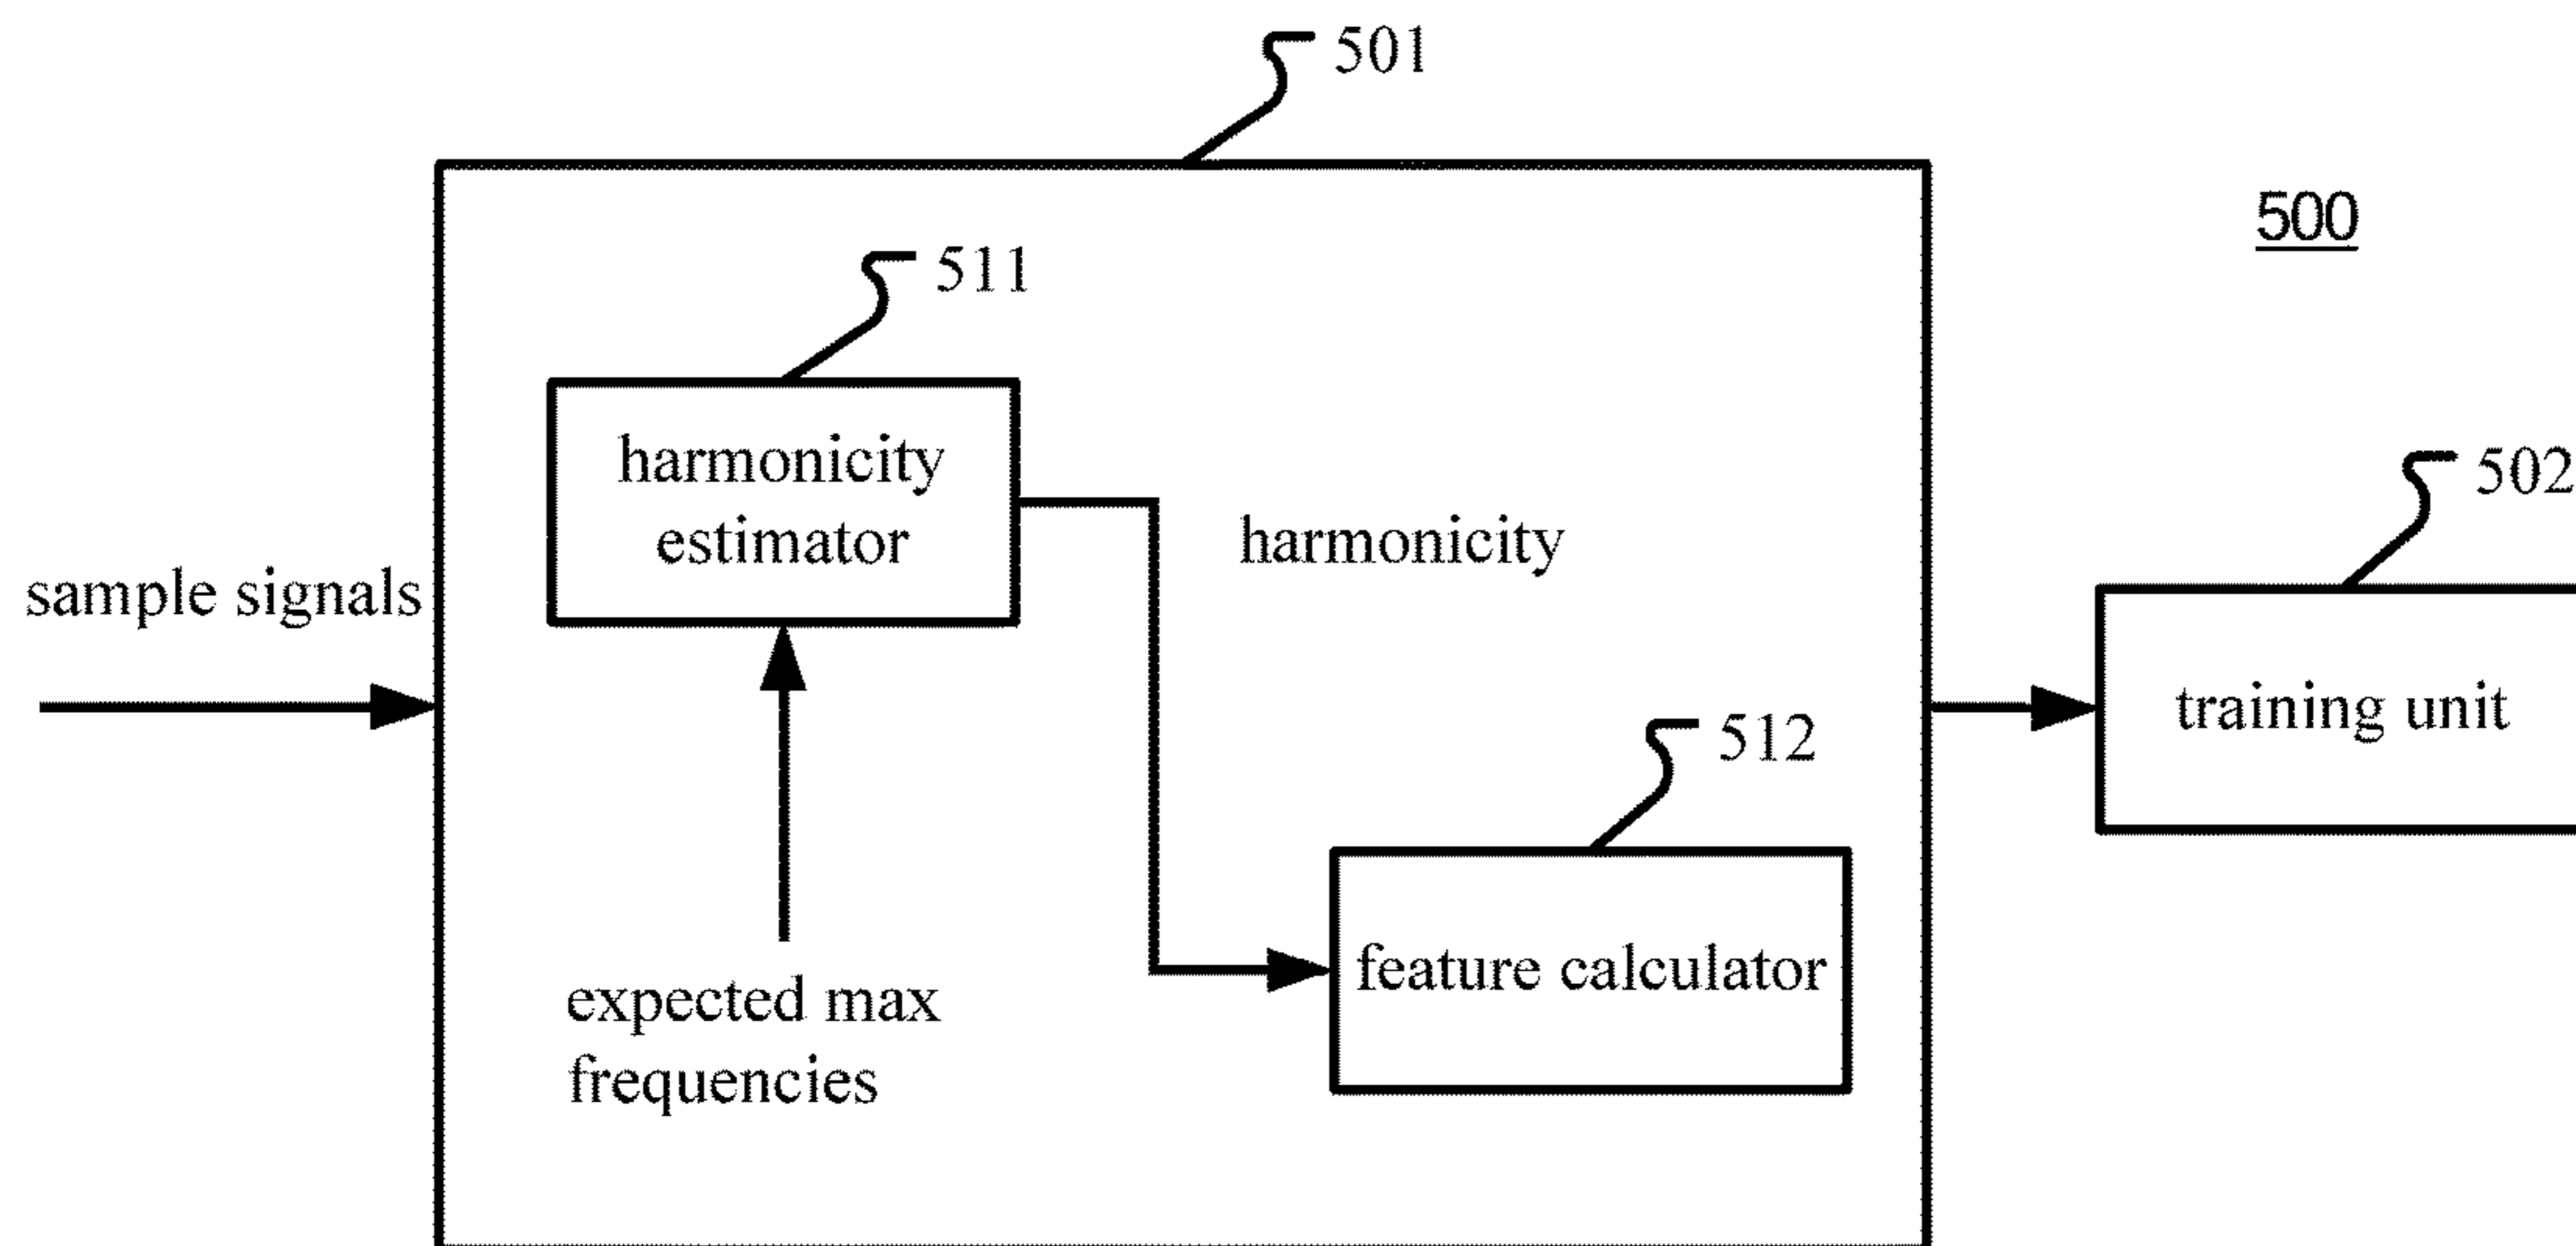 501
500
511
harmonicity
estimator
harmonicity
502
sample signals
training unit
512
feature calculator
expected max
frequencies